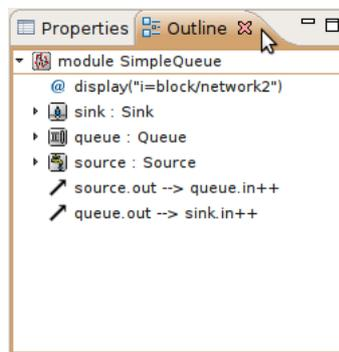 Properties Outline
module SimpleQueue
@ display("i=block/network2")
sink : Sink
queue : Queue
source : Source
source.out --> queue.in++
queue.out --> sink.in++